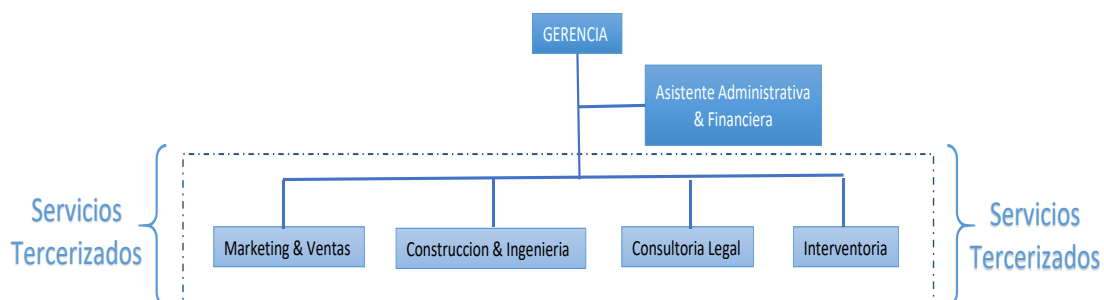 GERENCIA
Asistente Administrativa
& Financiera
Servicios
Tercerizados
Marketing & Ventas
Construccion & Ingenieria
Consultoria Legal
Interventoria
Servicios
Tercerizados